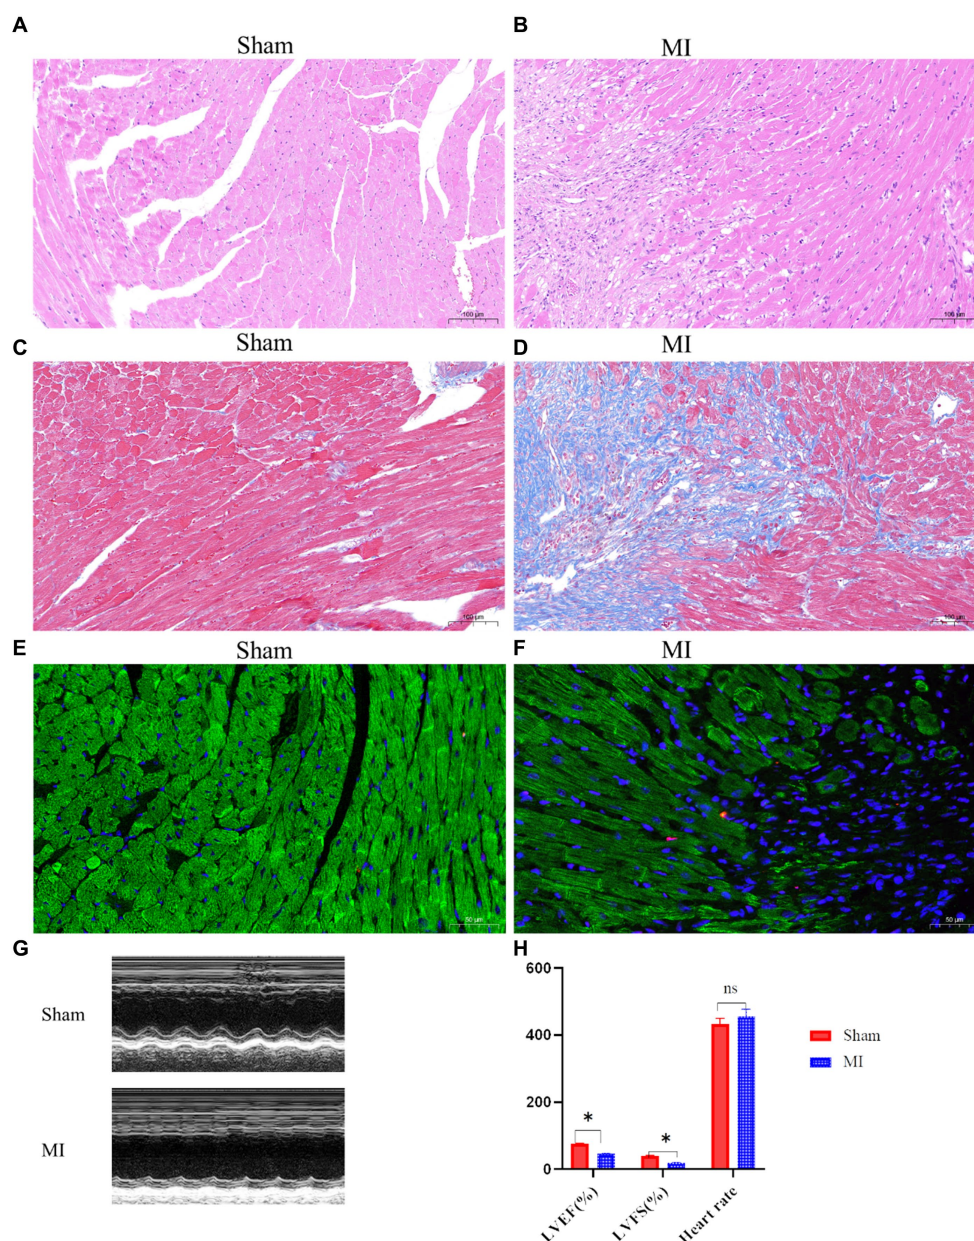 A
B
Sham
MI
100 µm
100 µm
C
Sham
D
MI
100 µm
100 µm
E
Sham
F
MI
50 µm
50 µm
G
H
Sham
MI
600
400
200
0
*
*
ns
LVEF(%)
LVFS(%)
Heart rate
Sham
MI